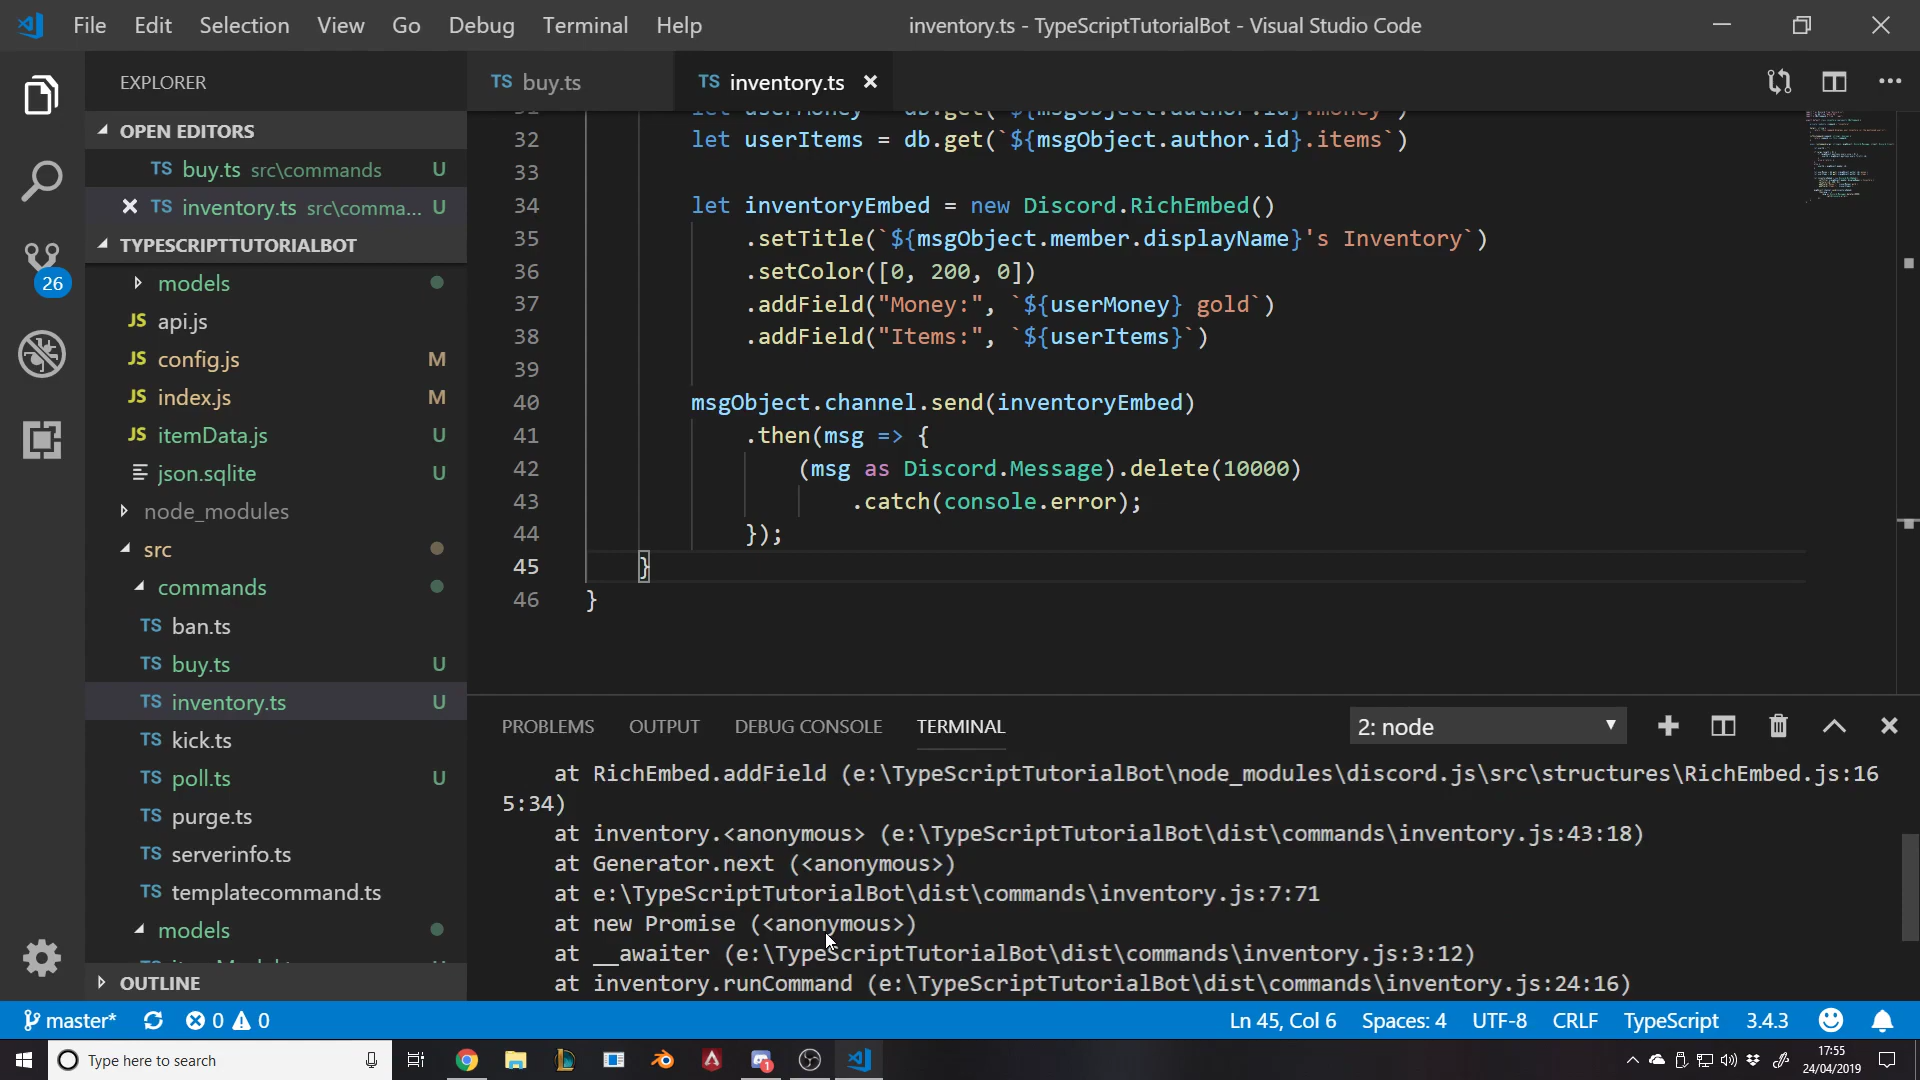 File Edit Selection View Go Debug Terminal Help
inventory.ts - TypeScriptTutorialBot - Visual Studio Code
EXPLORER
OPEN EDITORS
TS buy.ts src\commands U
TS inventory.ts src\comma... U
TYPESCRIPTTUTORIALBOT
models
JS api.js
JS config.js M
JS index.js M
JS itemData.js U
json.sqlite U
node_modules
src
commands
TS ban.ts
TS buy.ts U
TS inventory.ts U
TS kick.ts
TS poll.ts U
TS purge.ts
TS serverinfo.ts
TS templatecommand.ts
models
OUTLINE
26
TS buy.ts
TS inventory.ts
31 let userMoney = db.get(`${msgObject.author.id}.money`)
32 let userItems = db.get(`${msgObject.author.id}.items`)
33
34 let inventoryEmbed = new Discord.RichEmbed()
35 .setTitle(`${msgObject.member.displayName}'s Inventory`)
36 .setColor([0, 200, 0])
37 .addField("Money:", `${userMoney} gold`)
38 .addField("Items:", `${userItems}`)
39
40 msgObject.channel.send(inventoryEmbed)
41 .then(msg => {
42 (msg as Discord.Message).delete(10000)
43 .catch(console.error);
44 });
45 }
46 }
PROBLEMS OUTPUT DEBUG CONSOLE TERMINAL
2: node
at RichEmbed.addField (e:\TypeScriptTutorialBot\node_modules\discord.js\src\structures\RichEmbed.js:16
5:34)
at inventory.<anonymous> (e:\TypeScriptTutorialBot\dist\commands\inventory.js:43:18)
at Generator.next (<anonymous>)
at e:\TypeScriptTutorialBot\dist\commands\inventory.js:7:71
at new Promise (<anonymous>)
at __awaiter (e:\TypeScriptTutorialBot\dist\commands\inventory.js:3:12)
at inventory.runCommand (e:\TypeScriptTutorialBot\dist\commands\inventory.js:24:16)
master* 0 0
Ln 45, Col 6 Spaces: 4 UTF-8 CRLF TypeScript 3.4.3
Type here to search
1
17:55
24/04/2019